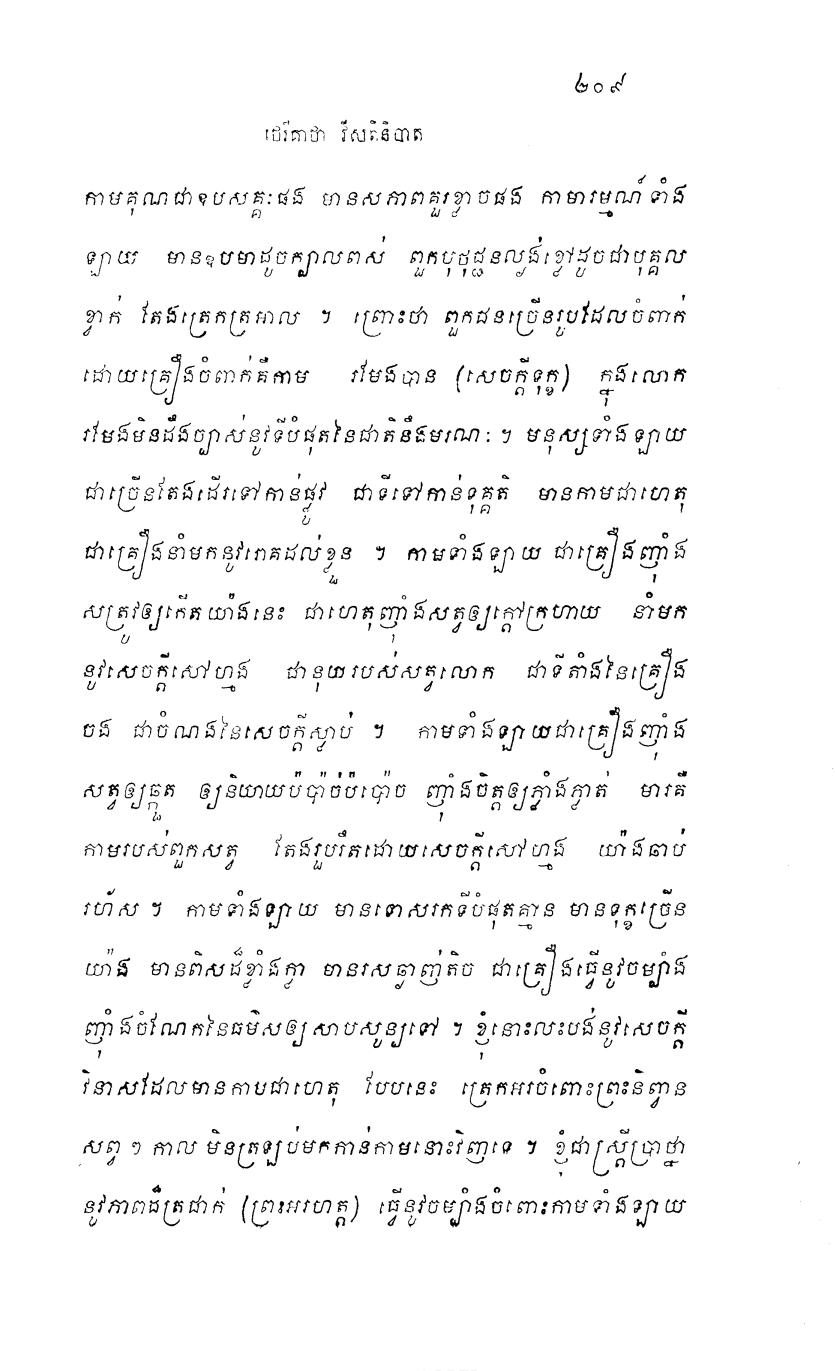 ២០៩
ថេរីគាថា វីសតិនិបាត
កាមគុណជាឧបសគ្គៈផង មានសភាពគួរខ្លាចផង កាមារម្មណ៍ទាំង
ឡាយ មានឧបមាដូចក្បាលពស់ ពួកបុថុជ្ជនល្ងង់ខ្លៅដូចជាបុគ្គល
ខ្វាក់ តែងត្រេកត្រអាល ។ ព្រោះថា ពួកជនច្រើនរូបដែលចំពាក់
ដោយគ្រឿងចំពាក់គឺកាម រមែងបាន (សេចក្តីទុក្ខ) ក្នុងលោក
រមែងមិនដឹងច្បាស់នូវទីបំផុតនៃជាតិនឹងមរណៈ ។ មនុស្សទាំងឡាយ
ជាច្រើនតែងដើរទៅកាន់ផ្លូវ ជាទីទៅកាន់ទុគ្គតិ មានកាមជាហេតុ
ជាគ្រឿងនាំមកនូវរោគដល់ខ្លួន ។ កាមទាំងឡាយ ជាគ្រឿងញ៉ាំង
សត្រូវឲ្យកើតយ៉ាងនេះ ជាហេតុញ៉ាំងសត្វឲ្យក្តៅក្រហាយ នាំមក
នូវសេចក្តីសៅហ្មង ជានុយរបស់សត្វលោក ជាទីតាំងនៃគ្រឿង
ចង ជាចំណងនៃសេចក្តីស្លាប់ ។ កាមទាំងឡាយជាគ្រឿងញ៉ាំង
សត្វឲ្យឆ្កួត ឲ្យនិយាយប៉ប៉ាច់ប៉ប៉ោច ញ៉ាំងចិត្តឲ្យភ្លាំងភ្លាត់ មារគឺ
កាមរបស់ពួកសត្វ តែងរួបរឹតដោយសេចក្តីសៅហ្មង យ៉ាងឆាប់
រហ័ស ។ កាមទាំងឡាយ មានទោសរកទីបំផុតគ្មាន មានទុក្ខច្រើន
យ៉ាង មានពិសដ៏ខ្លាំងក្លា មានរសឆ្ងាញ់តិច ជាគ្រឿងធ្វើនូវចម្បាំង
ញ៉ាំងចំណែកនៃធម៌សឲ្យសាបសូន្យទៅ ។ ខ្ញុំនោះលះបង់នូវសេចក្តី
វិនាសដែលមានកាមជាហេតុ បែបនេះ ត្រេកអរចំពោះព្រះនិព្វាន
សព្វ ៗ កាល មិនត្រឡប់មកកាន់កាមនោះវិញទេ ។ ខ្ញុំជាស្ត្រីប្រាថ្នា
នូវភាពដ៏ត្រជាក់ (ព្រះអរហត្ត) ធ្វើនូវចម្បាំងចំពោះកាមទាំងឡាយ